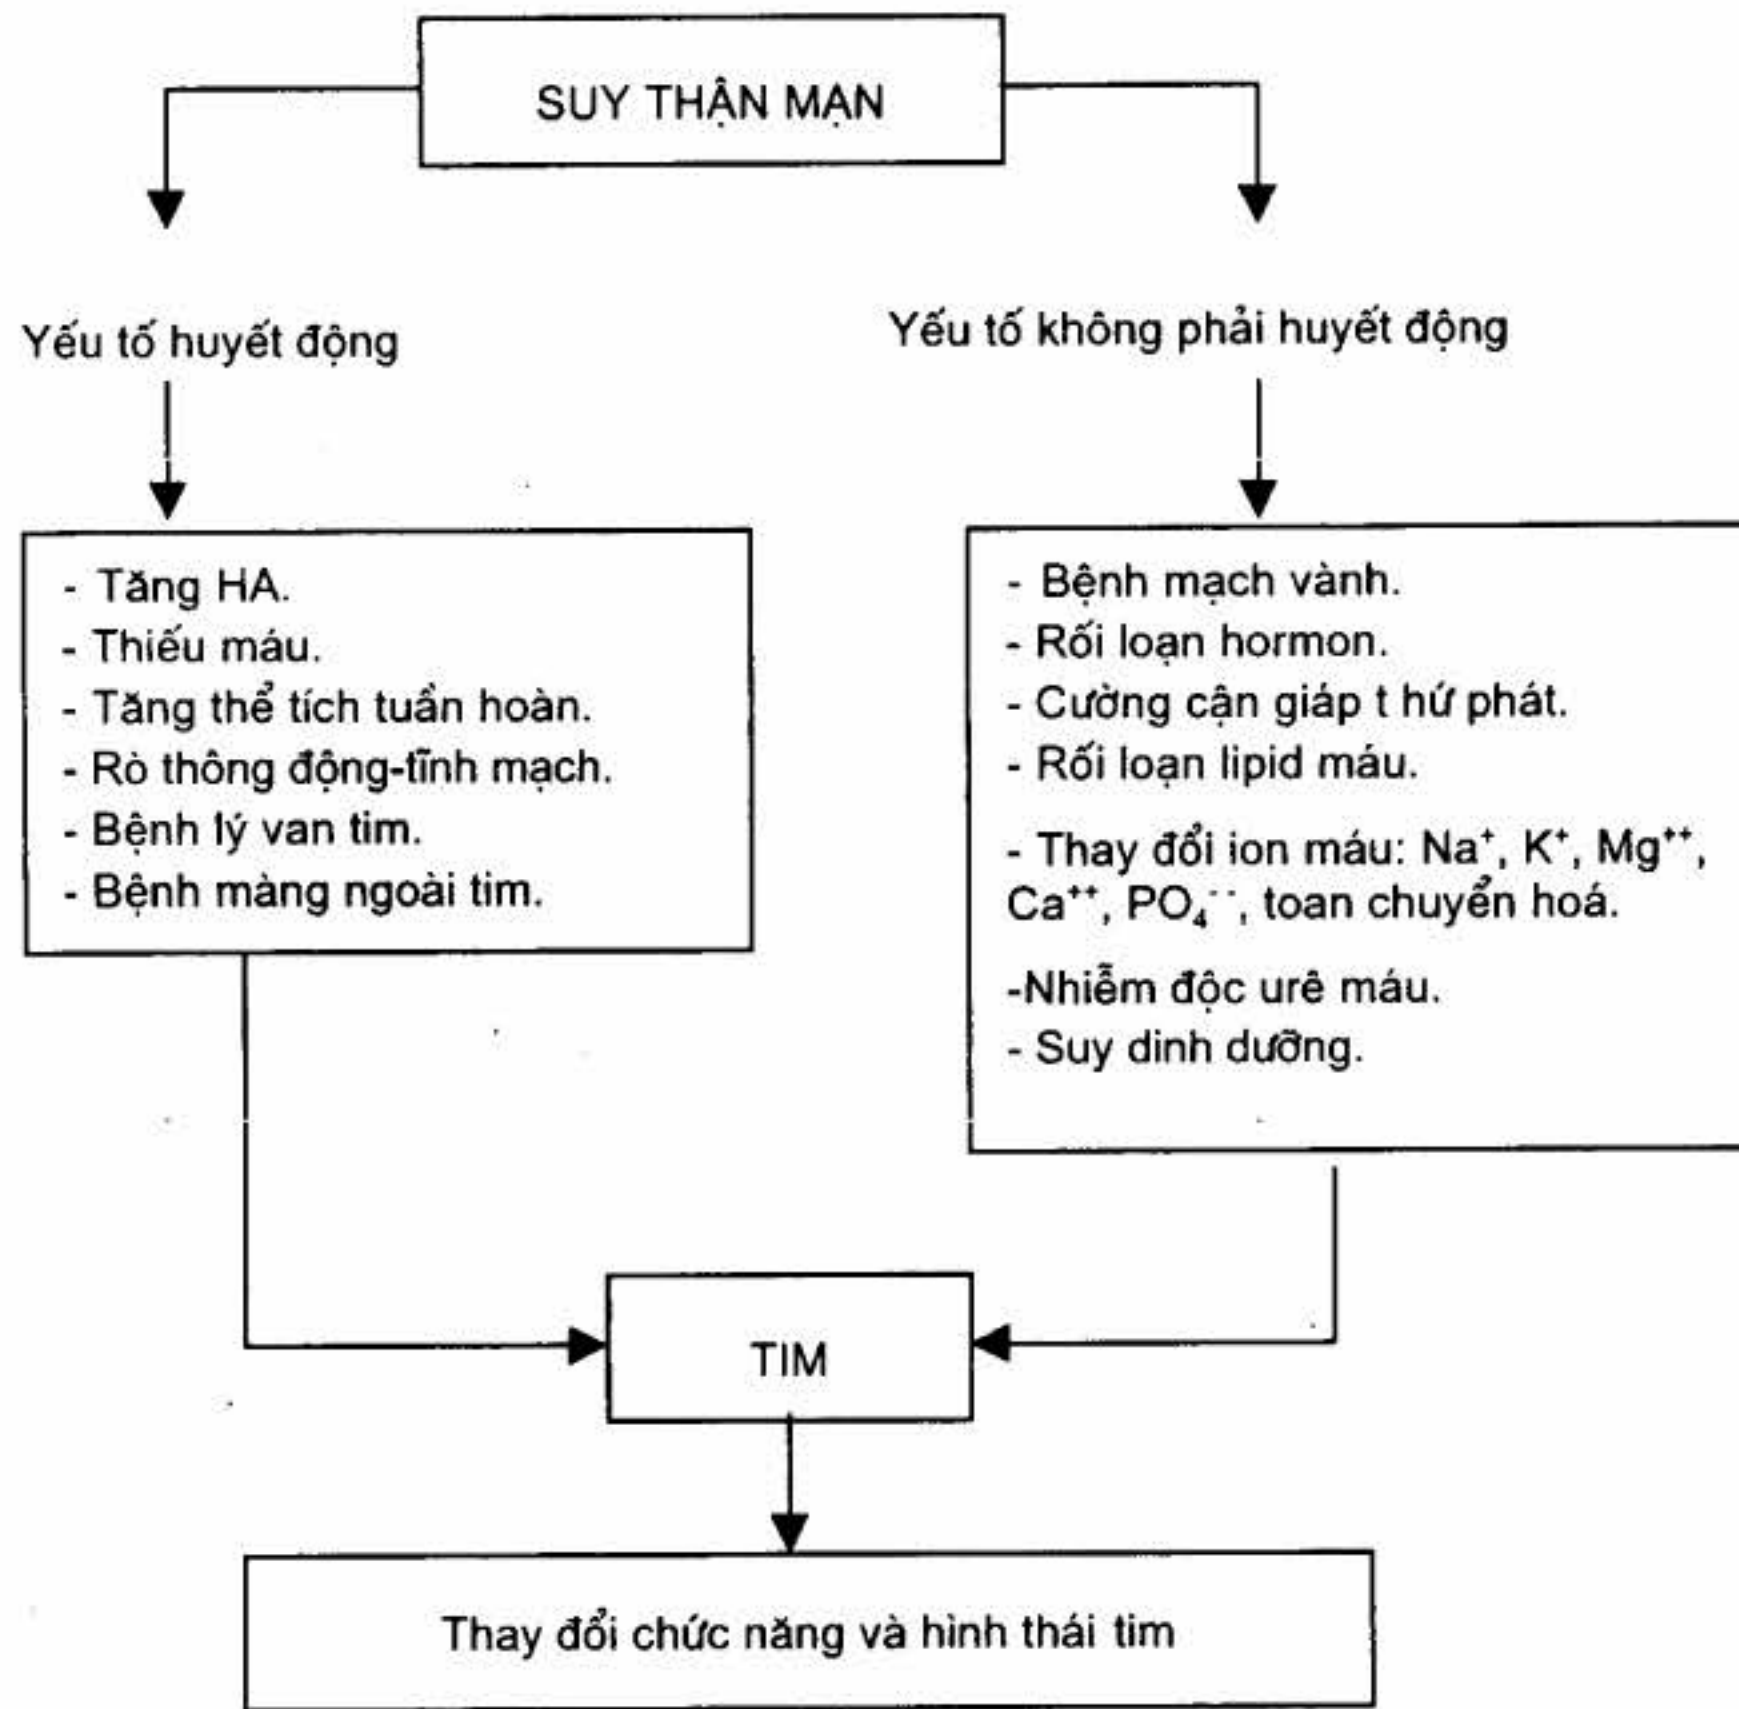 SUY THẬN MẠN
Yếu tố huyết động
Yếu tố không phải huyết động
- Tăng HA.
- Thiếu máu.
- Tăng thể tích tuần hoàn.
- Rò thông động-tĩnh mạch.
- Bệnh lý van tim.
- Bệnh màng ngoài tim.
- Bệnh mạch vành.
- Rối loạn hormon.
- Cường cận giáp t hứ phát.
- Rối loạn lipid máu.
- Thay đổi ion máu: Na⁺, K⁺, Mg⁺⁺,
Ca⁺⁺, PO₄⁻⁻, toan chuyển hoá.
-Nhiễm độc urê máu.
- Suy dinh dưỡng.
TIM
Thay đổi chức năng và hình thái tim